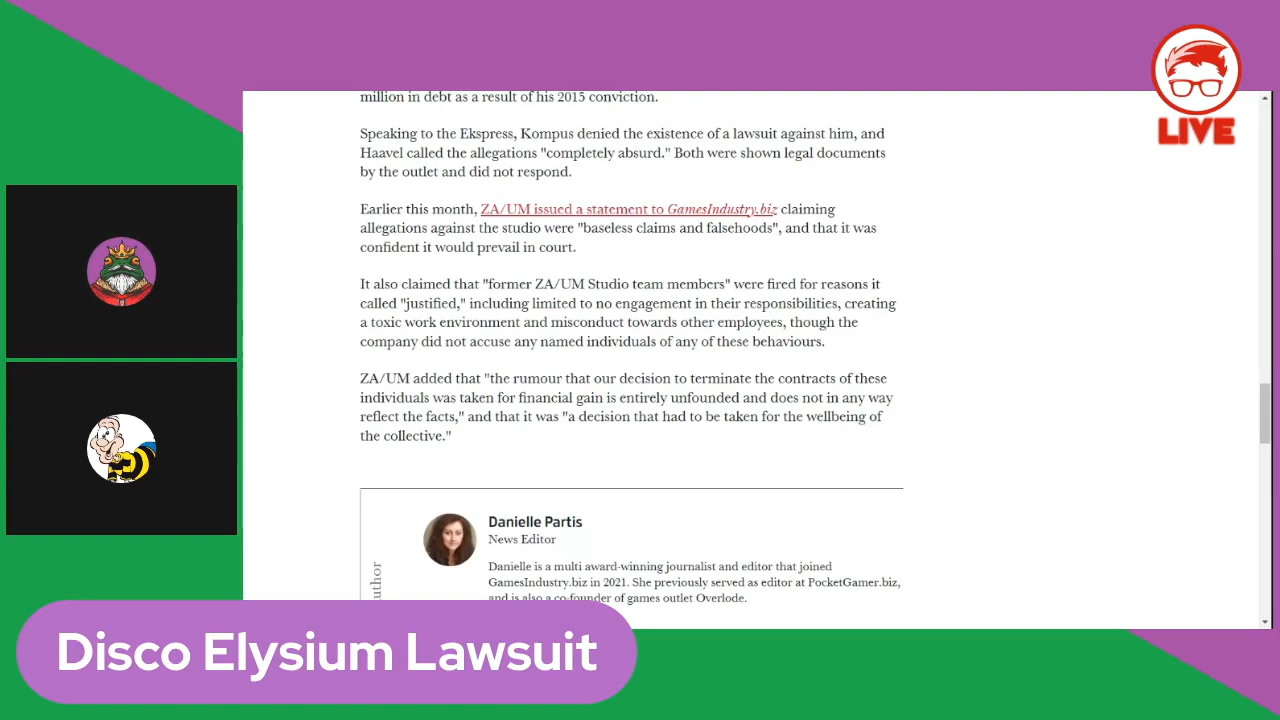 LIVE
million in debt as a result of his 2015 conviction.
Speaking to the Ekspress, Kompus denied the existence of a lawsuit against him, and
Haavel called the allegations "completely absurd." Both were shown legal documents
by the outlet and did not respond.
Earlier this month, ZA/UM issued a statement to GamesIndustry.biz claiming
allegations against the studio were "baseless claims and falsehoods", and that it was
confident it would prevail in court.
It also claimed that "former ZA/UM Studio team members" were fired for reasons it
called "justified," including limited to no engagement in their responsibilities, creating
a toxic work environment and misconduct towards other employees, though the
company did not accuse any named individuals of any of these behaviours.
ZA/UM added that "the rumour that our decision to terminate the contracts of these
individuals was taken for financial gain is entirely unfounded and does not in any way
reflect the facts," and that it was "a decision that had to be taken for the wellbeing of
the collective."
uthor
Danielle Partis
News Editor
Danielle is a multi award-winning journalist and editor that joined
GamesIndustry.biz in 2021. She previously served as editor at PocketGamer.biz,
and is also a co-founder of games outlet Overlode.
Disco Elysium Lawsuit